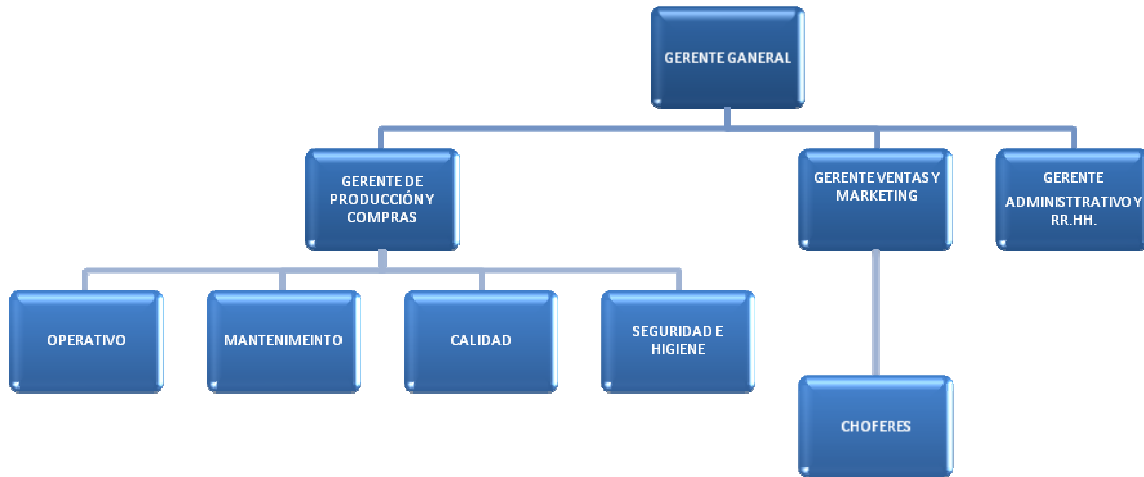 GERENTE GANERAL
GERENTE DE
PRODUCCIÓN Y
COMPRAS
GERENTE VENTAS Y
MARKETING
GERENTE
ADMINISTTRATIVO Y
RR.HH.
OPERATIVO
MANTENIMEINTO
CALIDAD
SEGURIDAD E
HIGIENE
CHOFERES